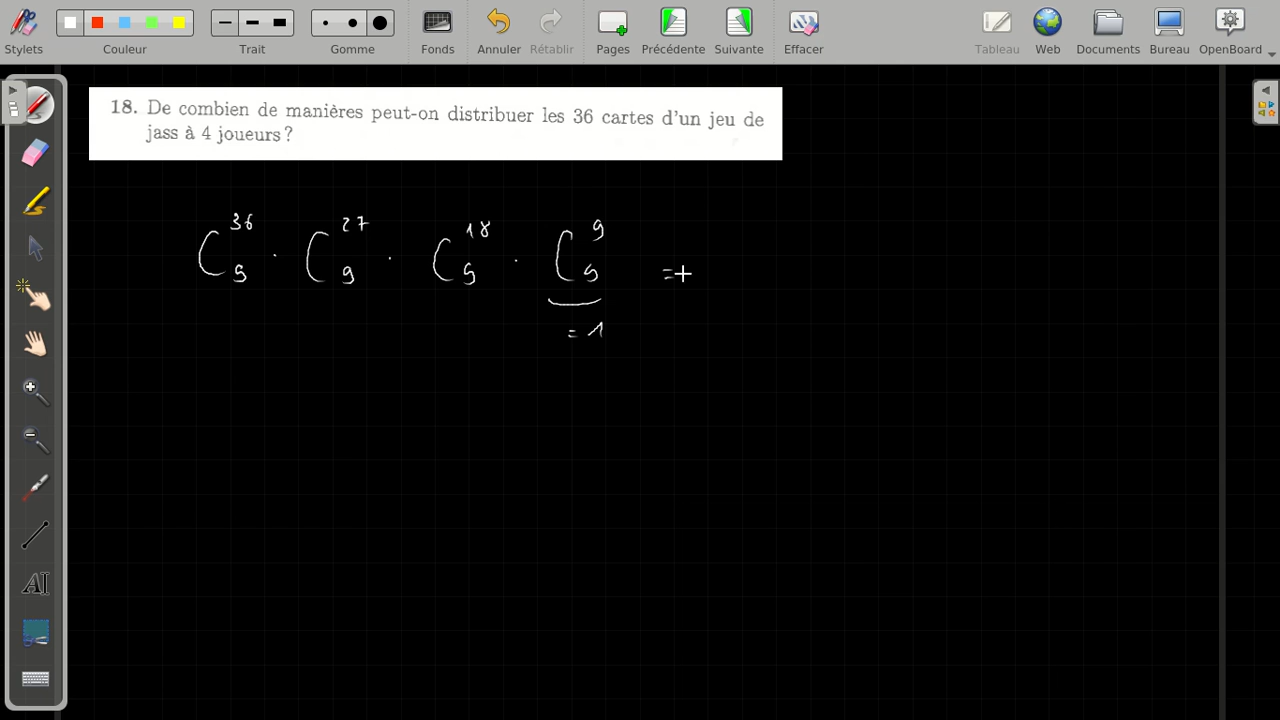 Stylets Couleur Trait Gomme Fonds Annuler Rétablir Pages Précédente Suivante Effacer Tableau Web Documents Bureau OpenBoard
18. De combien de manières peut-on distribuer les 36 cartes d'un jeu de
jass à 4 joueurs ?
C 36 9 · C 27 9 · C 18 9 · C 9 9 =
= 1
AI